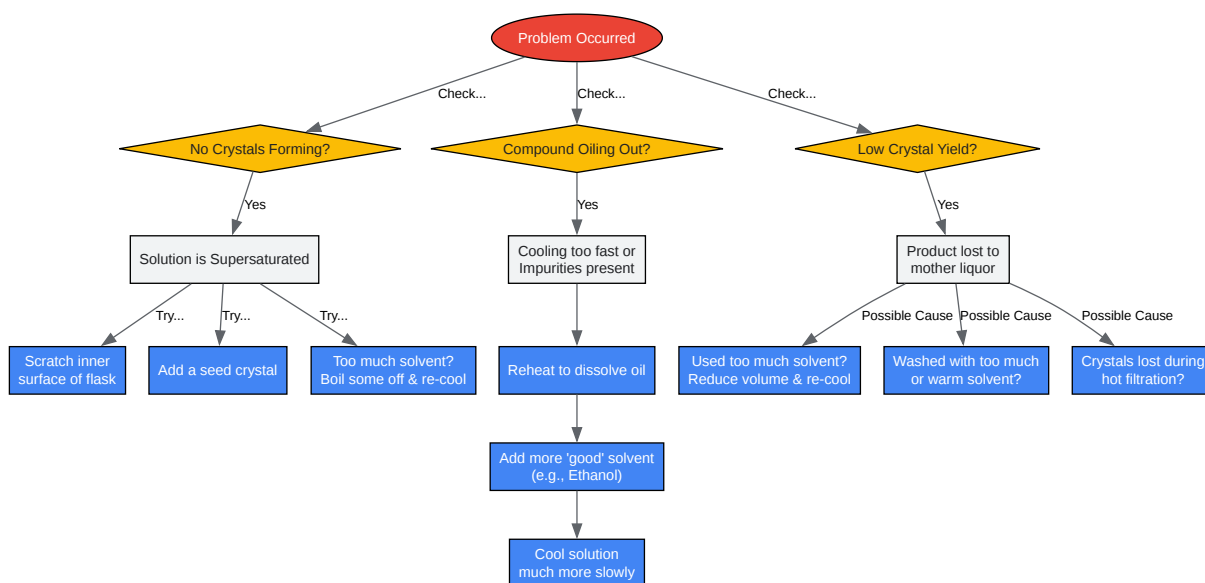 Problem Occurred
Check...
Check...
Check...
No Crystals Forming?
Compound Oiling Out?
Low Crystal Yield?
Yes
Yes
Yes
Solution is Supersaturated
Cooling too fast or
Impurities present
Product lost to
mother liquor
Try...
Try...
Try...
Possible Cause
Possible Cause
Possible Cause
Scratch inner
surface of flask
Add a seed crystal
Too much solvent?
Boil some off & re-cool
Reheat to dissolve oil
Used too much solvent?
Reduce volume & re-cool
Washed with too much
or warm solvent?
Crystals lost during
hot filtration?
Add more 'good' solvent
(e.g., Ethanol)
Cool solution
much more slowly